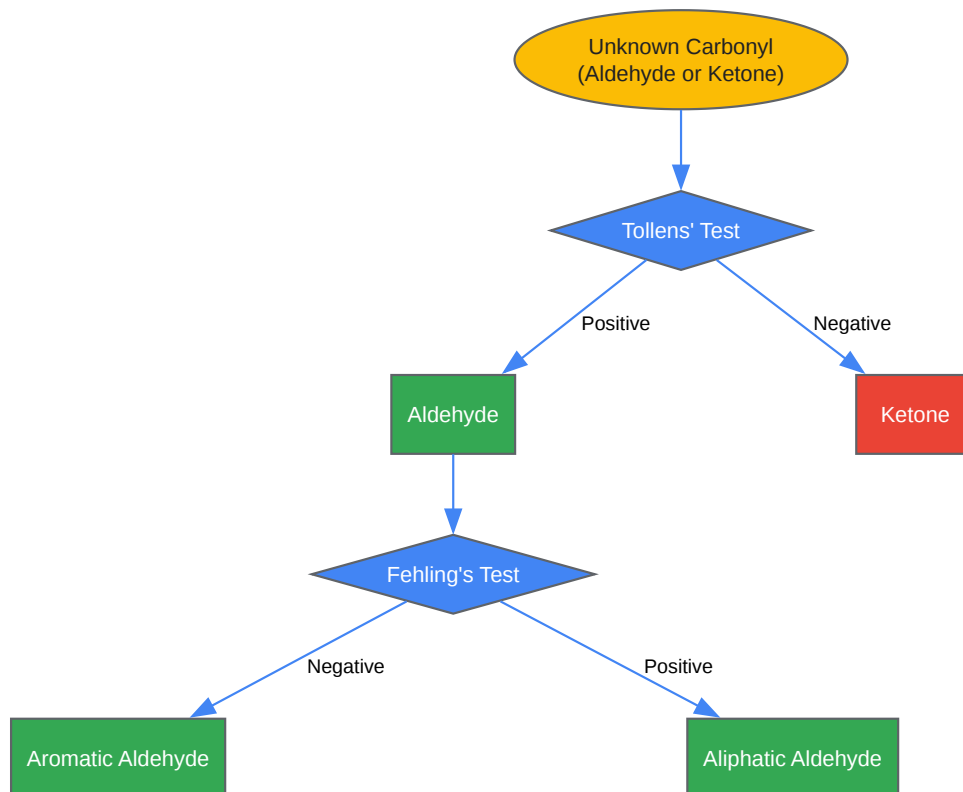 Unknown Carbonyl
(Aldehyde or Ketone)
Tollens' Test
Positive
Negative
Aldehyde
Ketone
Fehling's Test
Negative
Positive
Aromatic Aldehyde
Aliphatic Aldehyde